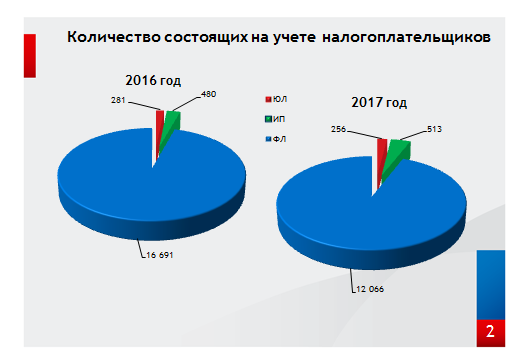 Количество состоящих на учете налогоплательщиков
2016 год
281
480
16 691
ЮЛ
ИП
ФЛ
2017 год
256
513
12 066
2